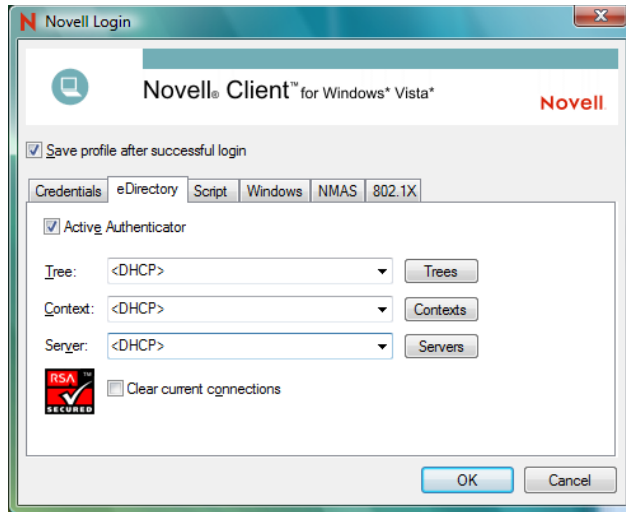 Novell Login
Novell® Client™ for Windows* Vista*
Novell.
Save profile after successful login
Credentials eDirectory Script Windows NMAS 802.1X
Active Authenticator
Tree: <DHCP> Trees
Context: <DHCP> Contexts
Server: <DHCP> Servers
RSA ™
SECURED
Clear current connections
OK Cancel